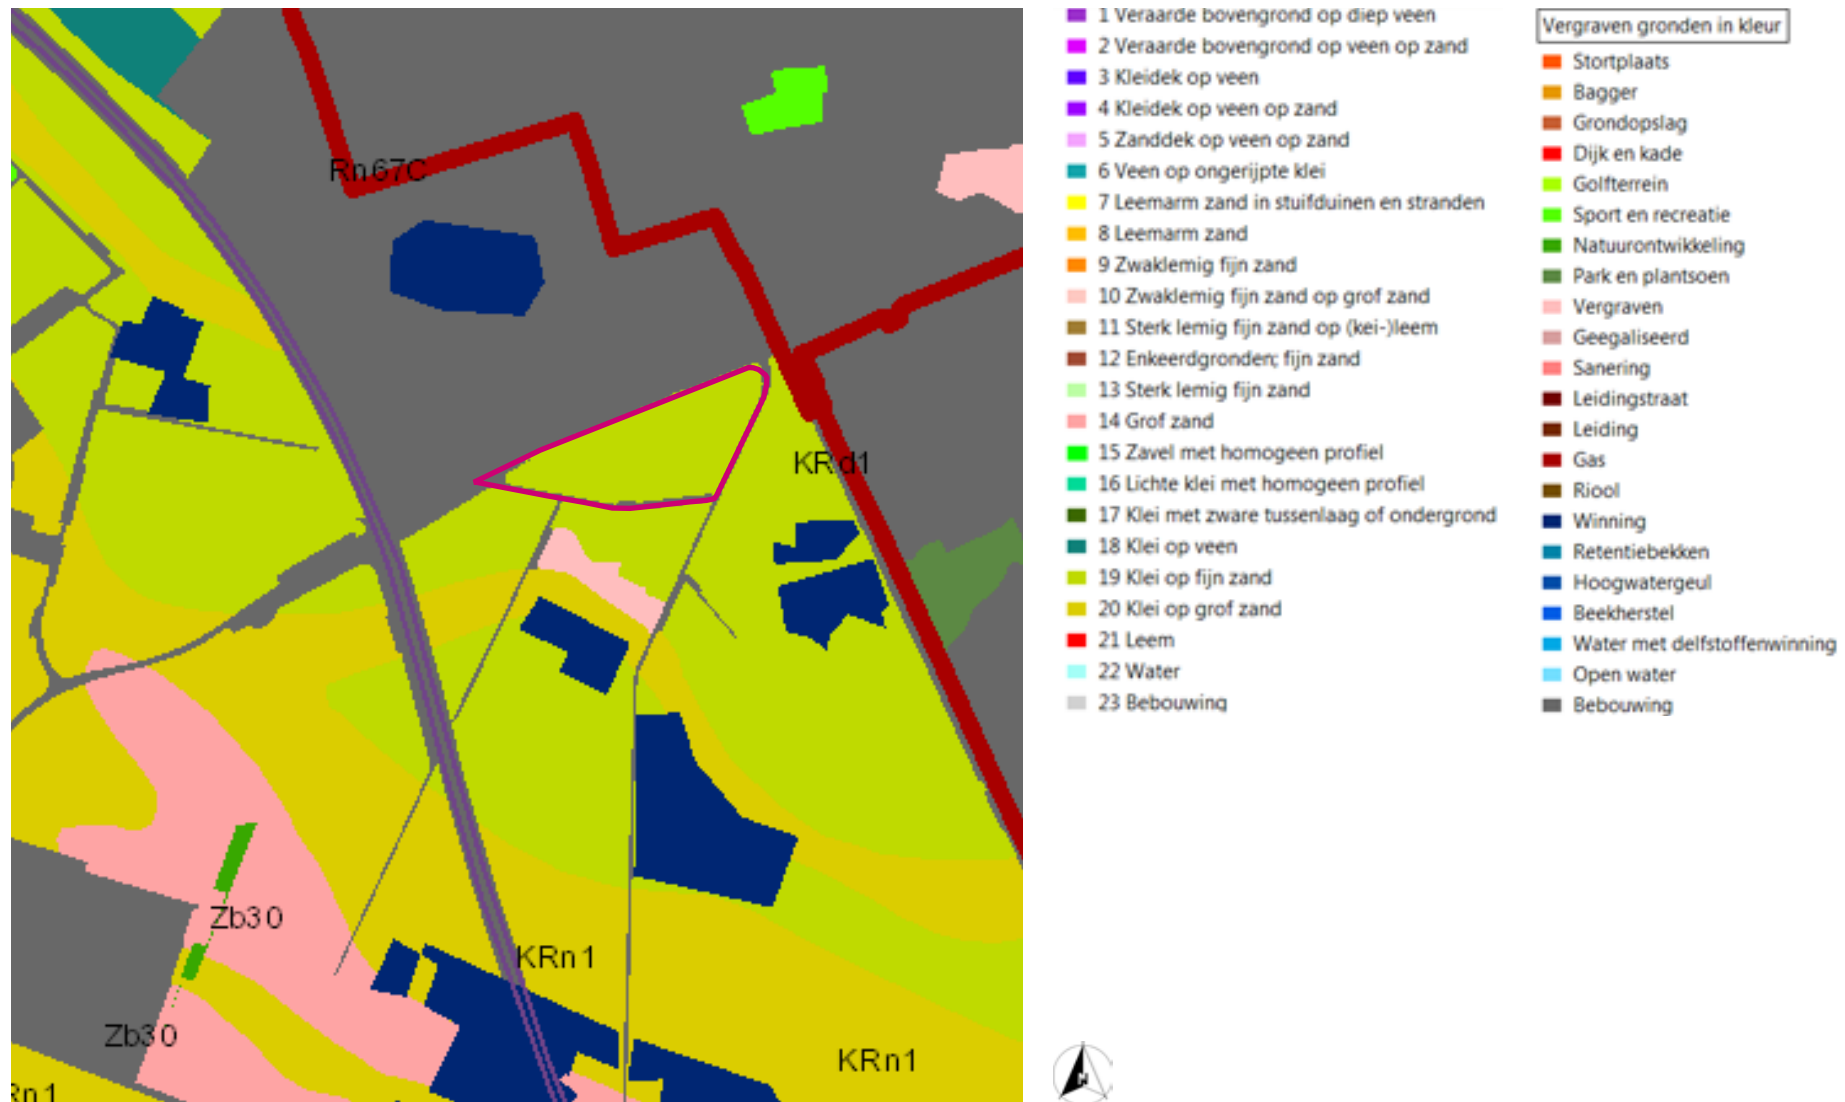 Rn67C
KRd1
Zb30
KRn1
Zb30
KRn1
Rn1
1 Veraarde bovengrond op diep veen
2 Veraarde bovengrond op veen op zand
3 Kleidek op veen
4 Kleidek op veen op zand
5 Zanddek op veen op zand
6 Veen op ongerijpte klei
7 Leemarm zand in stuifduinen en stranden
8 Leemarm zand
9 Zwaklemig fijn zand
10 Zwaklemig fijn zand op grof zand
11 Sterk lemig fijn zand op (kei-)leem
12 Enkeerdgronden; fijn zand
13 Sterk lemig fijn zand
14 Grof zand
15 Zavel met homogeen profiel
16 Lichte klei met homogeen profiel
17 Klei met zware tussenlaag of ondergrond
18 Klei op veen
19 Klei op fijn zand
20 Klei op grof zand
21 Leem
22 Water
23 Bebouwing
Vergraven gronden in kleur
Stortplaats
Bagger
Grondopslag
Dijk en kade
Golfterrein
Sport en recreatie
Natuurontwikkeling
Park en plantsoen
Vergraven
Geegaliseerd
Sanering
Leidingstraat
Leiding
Gas
Riool
Winning
Retentiebekken
Hoogwatergeul
Beekherstel
Water met delfstoffenwinning
Open water
Bebouwing
N